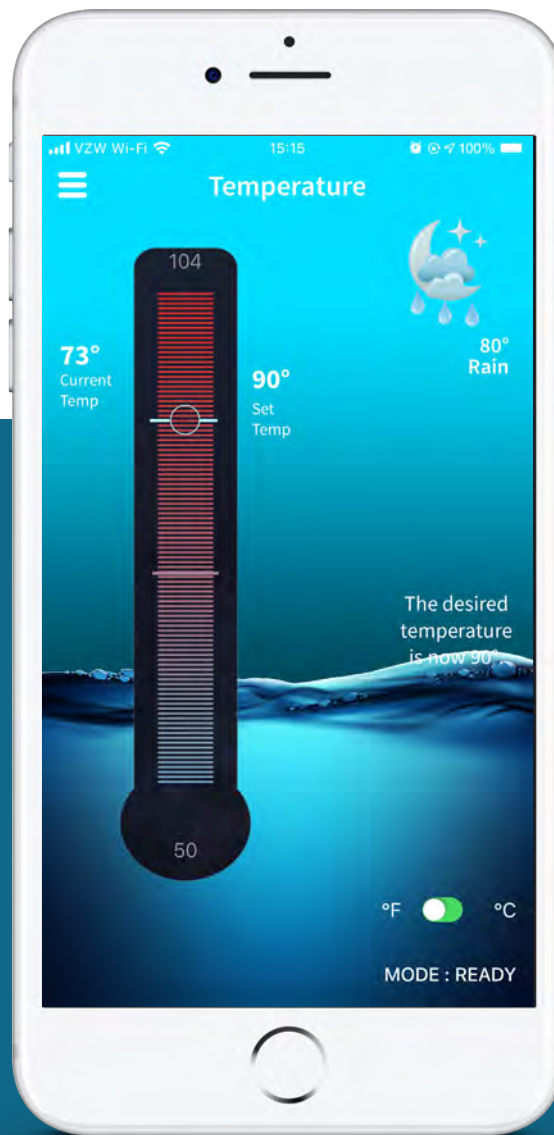 VZW Wi-Fi
15:15
100%
Temperature
104
73°
Current
Temp
90°
Set
Temp
80°
Rain
The desired
temperature
is now 90°.
50
°F
°C
MODE : READY